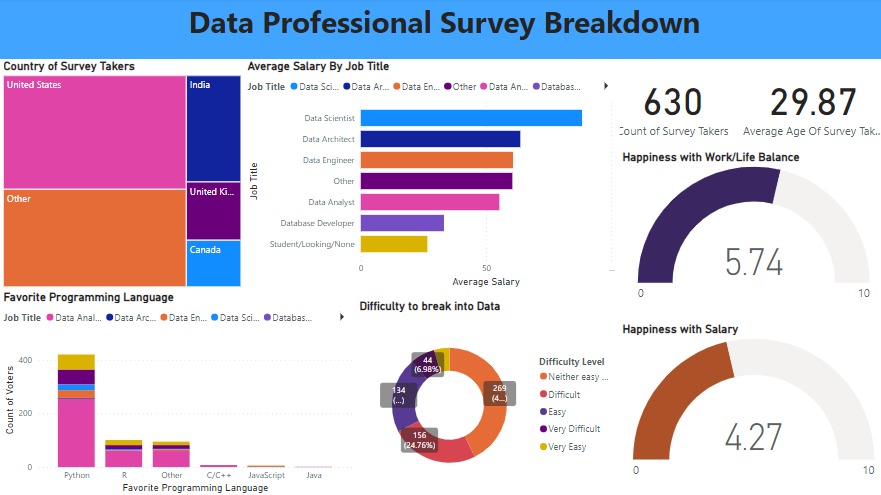 Data Professional Survey Breakdown
Country of Survey Takers
United States
India
Other
United Ki...
Canada
Average Salary By Job Title
Job Title Data Sci... Data Ar... Data En... Other Data An... Databas...
Job Title
Data Scientist
Data Architect
Data Engineer
Other
Data Analyst
Database Developer
Student/Looking/None
0 50
Average Salary
630
Count of Survey Takers
29.87
Average Age Of Survey Tak...
Happiness with Work/Life Balance
5.74
0 10
Favorite Programming Language
Job Title Data Anal... Data Arc... Data En... Data Sci... Databas...
Count of Voters
400
200
0
Python R Other C/C++ JavaScript Java
Favorite Programming Language
Difficulty to break into Data
44
(6.98%)
134
(...)
269
(4...)
156
(24.76%)
Difficulty Level
Neither easy ...
Difficult
Easy
Very Difficult
Very Easy
Happiness with Salary
4.27
0 10